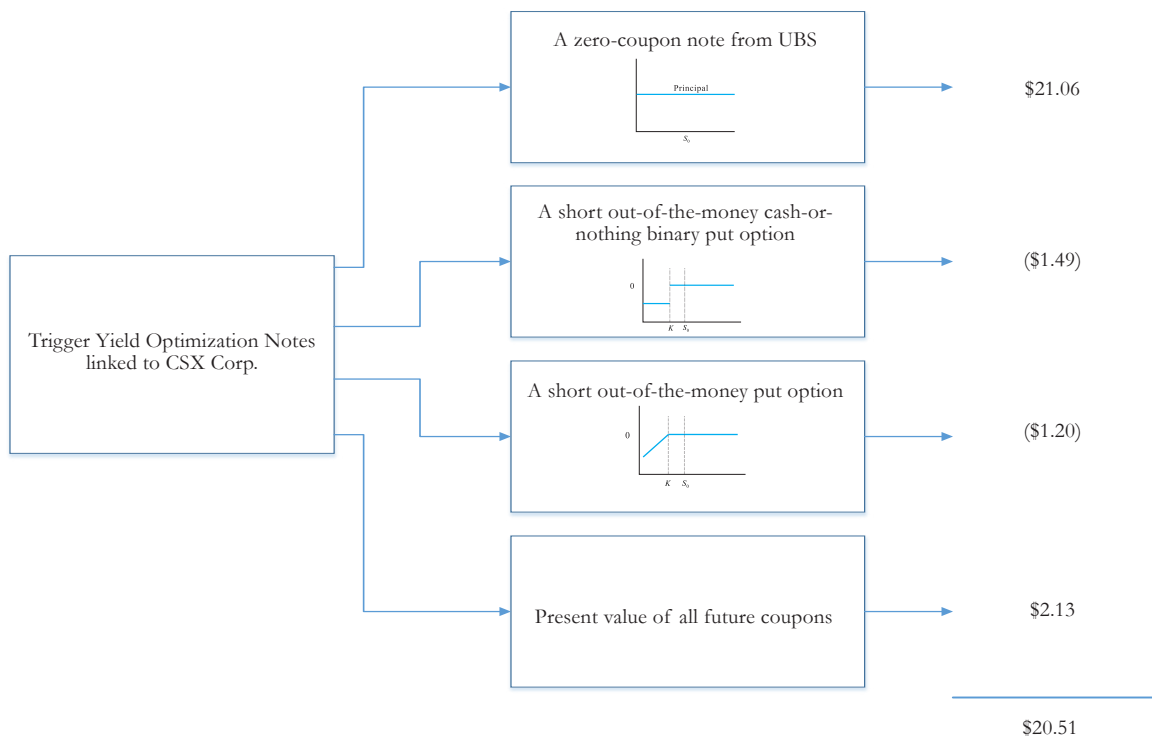 A zero-coupon note from UBS
Principal
S₀
$21.06
A short out-of-the-money cash-or-
nothing binary put option
0
K
S₀
($1.49)
Trigger Yield Optimization Notes
linked to CSX Corp.
A short out-of-the-money put option
0
K
S₀
($1.20)
Present value of all future coupons
$2.13
$20.51